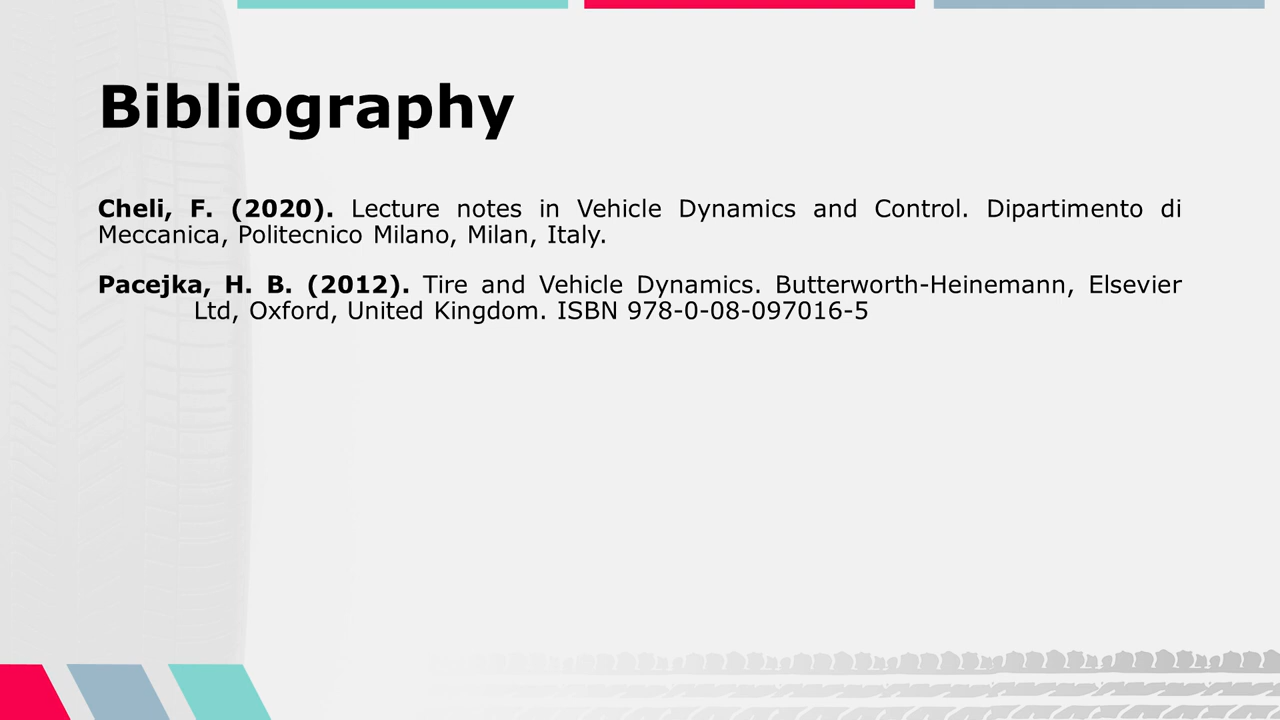 Bibliography
Cheli, F. (2020). Lecture notes in Vehicle Dynamics and Control. Dipartimento di
Meccanica, Politecnico Milano, Milan, Italy.
Pacejka, H. B. (2012). Tire and Vehicle Dynamics. Butterworth-Heinemann, Elsevier
Ltd, Oxford, United Kingdom. ISBN 978-0-08-097016-5